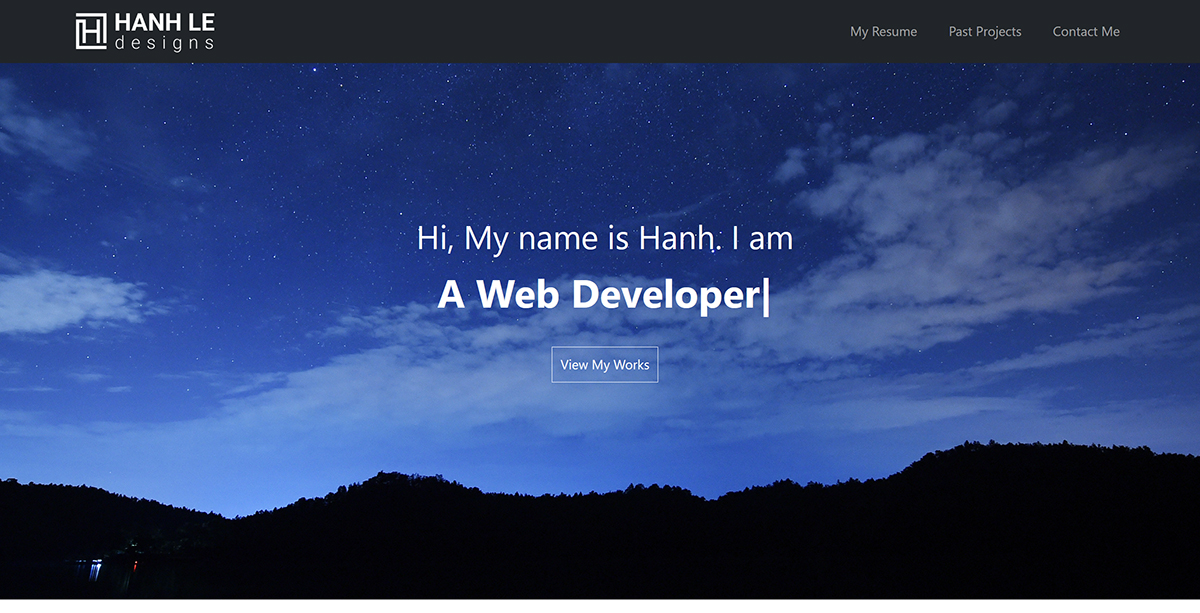 HANH LE
designs
My Resume
Past Projects
Contact Me
Hi, My name is Hanh. I am
A Web Developer|
View My Works